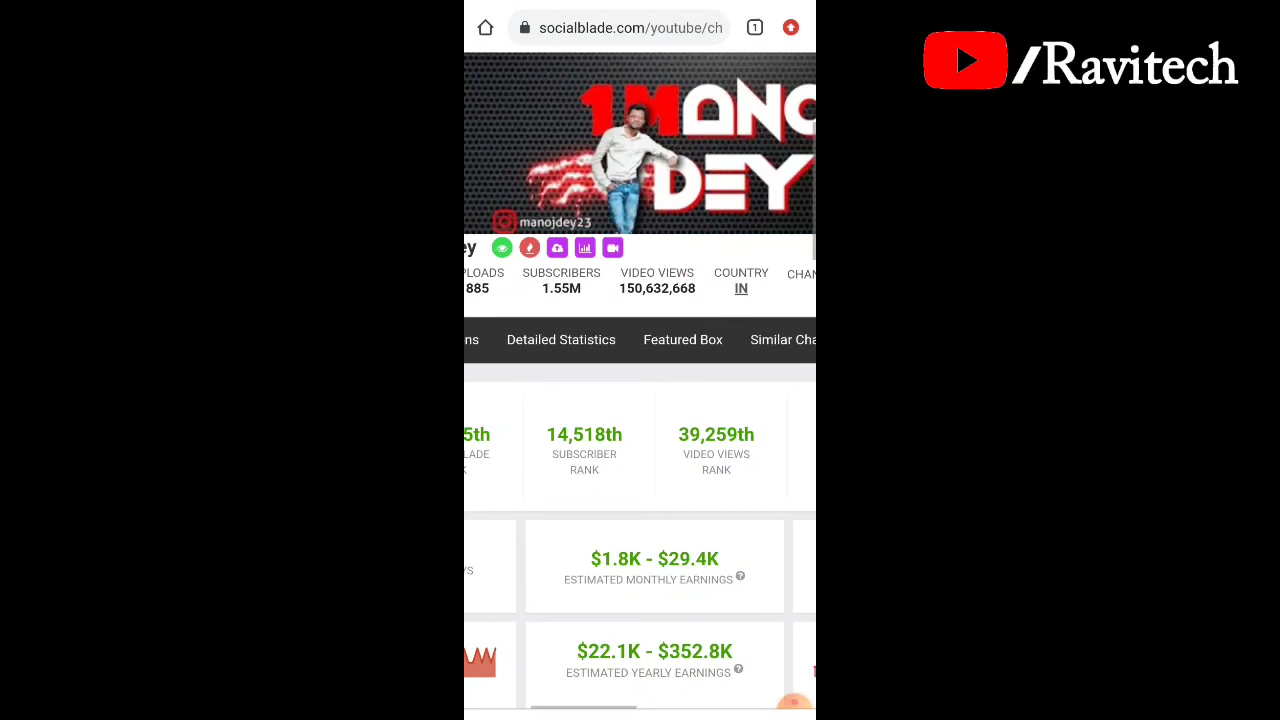 socialblade.com/youtube/ch
1
/Ravitech
1MANO
DEY
manojdey23
ey
PLOADS SUBSCRIBERS VIDEO VIEWS COUNTRY CHAN
885 1.55M 150,632,668 IN
ns Detailed Statistics Featured Box Similar Cha
5th 14,518th 39,259th
LADE SUBSCRIBER VIDEO VIEWS
K RANK RANK
$1.8K - $29.4K
YS ESTIMATED MONTHLY EARNINGS ?
$22.1K - $352.8K
ESTIMATED YEARLY EARNINGS ?